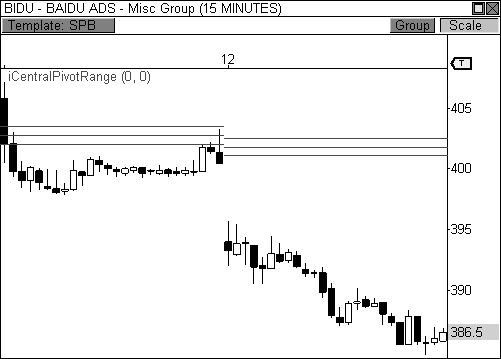 BIDU - BAIDU ADS - Misc Group (15 MINUTES)
Template: SPB Group Scale
12
T
iCentralPivotRange (0, 0)
405
400
395
390
386.5